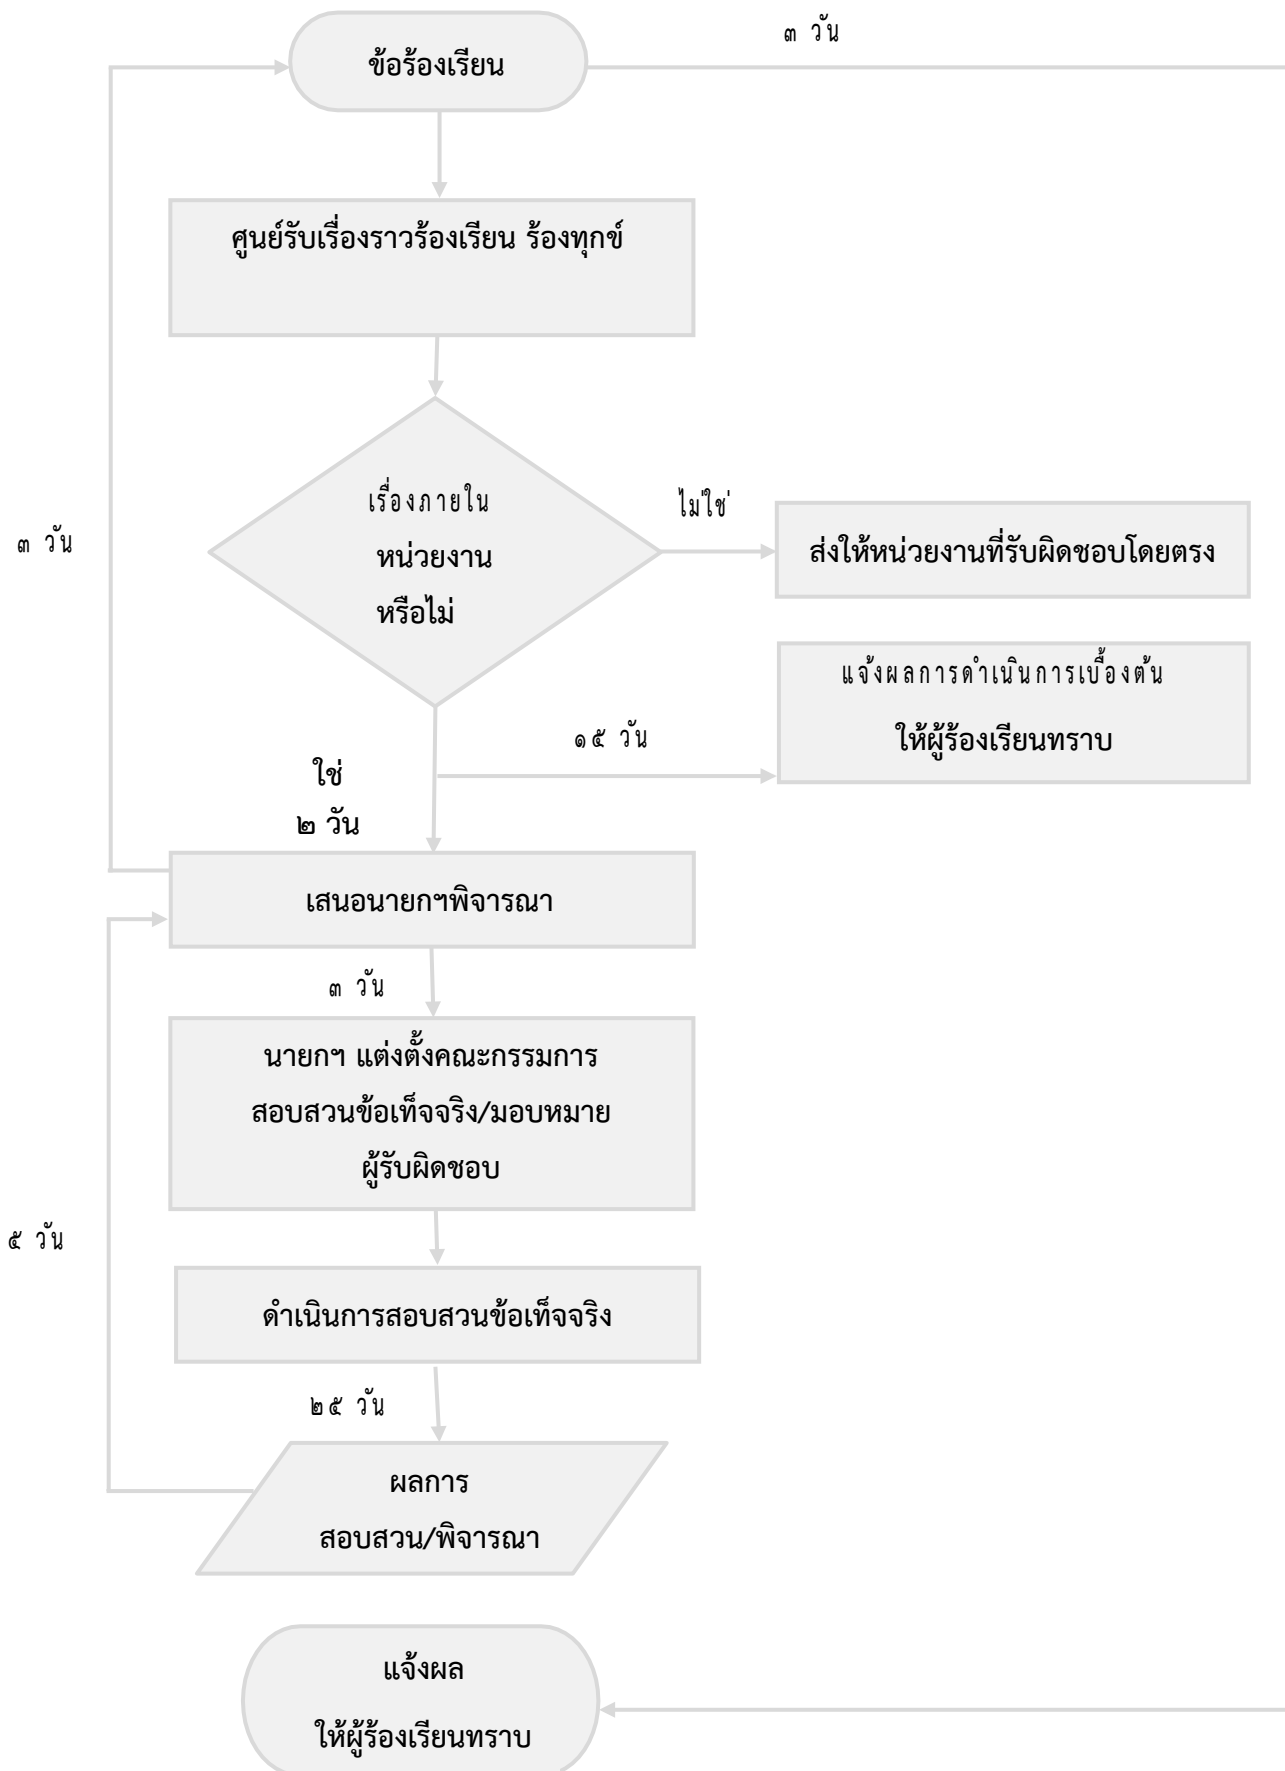 ๓ วัน
ข้อร้องเรียน
ศูนย์รับเรื่องราวร้องเรียน ร้องทุกข์
เรื่องภายใน
หน่วยงาน
หรือไม่
ไม่ใช่
ส่งให้หน่วยงานที่รับผิดชอบโดยตรง
๓ วัน
แจ้งผลการดำเนินการเบื้องต้น
ให้ผู้ร้องเรียนทราบ
๑๕ วัน
ใช่
๒ วัน
เสนอนายกฯพิจารณา
๓ วัน
นายกฯ แต่งตั้งคณะกรรมการ
สอบสวนข้อเท็จจริง/มอบหมาย
ผู้รับผิดชอบ
๕ วัน
ดำเนินการสอบสวนข้อเท็จจริง
๒๕ วัน
ผลการ
สอบสวน/พิจารณา
แจ้งผล
ให้ผู้ร้องเรียนทราบ